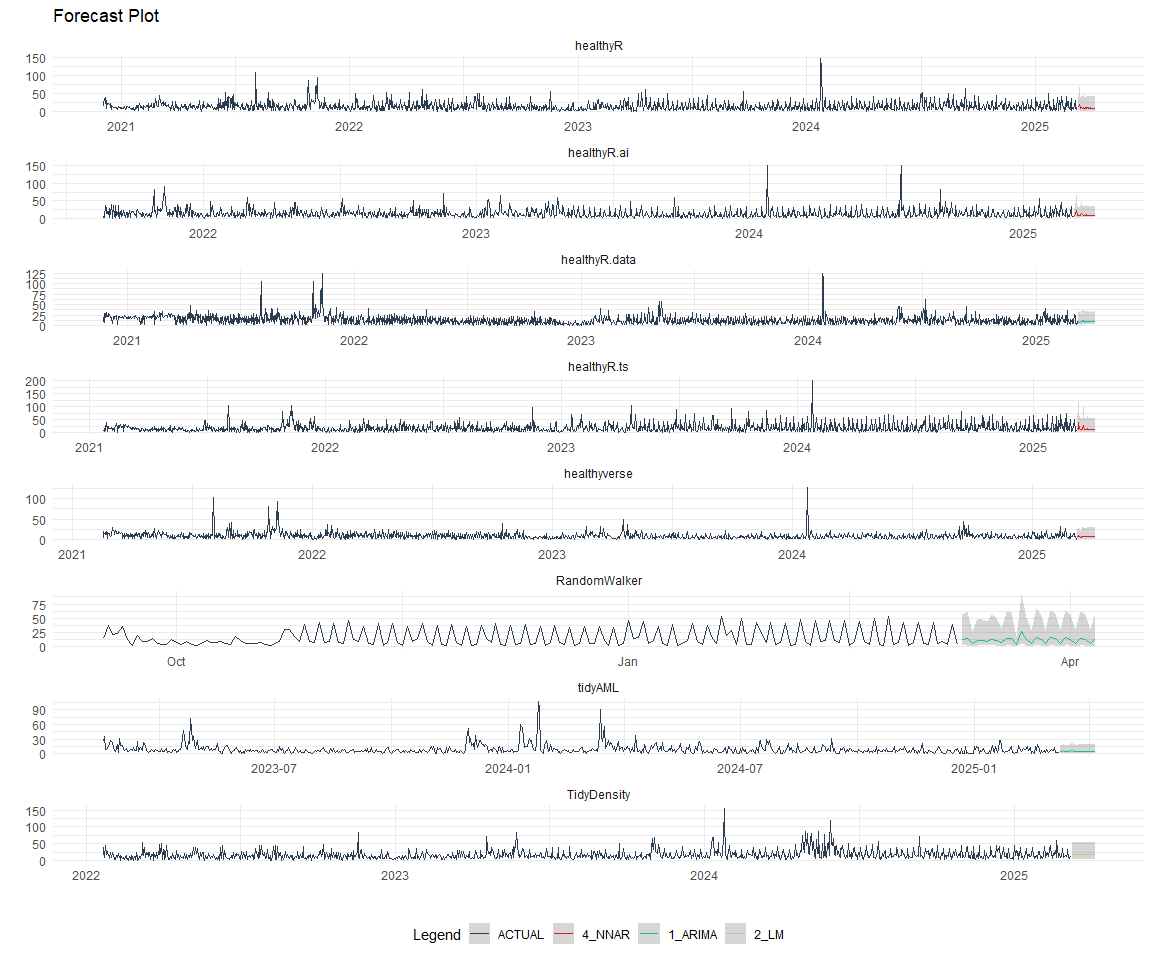 Forecast Plot
healthyR
150
100
50
0
2021 2022 2023 2024 2025
healthyR.ai
150
100
50
0
2022 2023 2024 2025
healthyR.data
125
100
75
50
25
0
2021 2022 2023 2024 2025
healthyR.ts
200
150
100
50
0
2021 2022 2023 2024 2025
healthyverse
100
50
0
2021 2022 2023 2024 2025
RandomWalker
75
50
25
0
Oct Jan Apr
tidyAML
90
60
30
0
2023-07 2024-01 2024-07 2025-01
TidyDensity
150
100
50
0
2022 2023 2024 2025
Legend ACTUAL 4_NNAR 1_ARIMA 2_LM